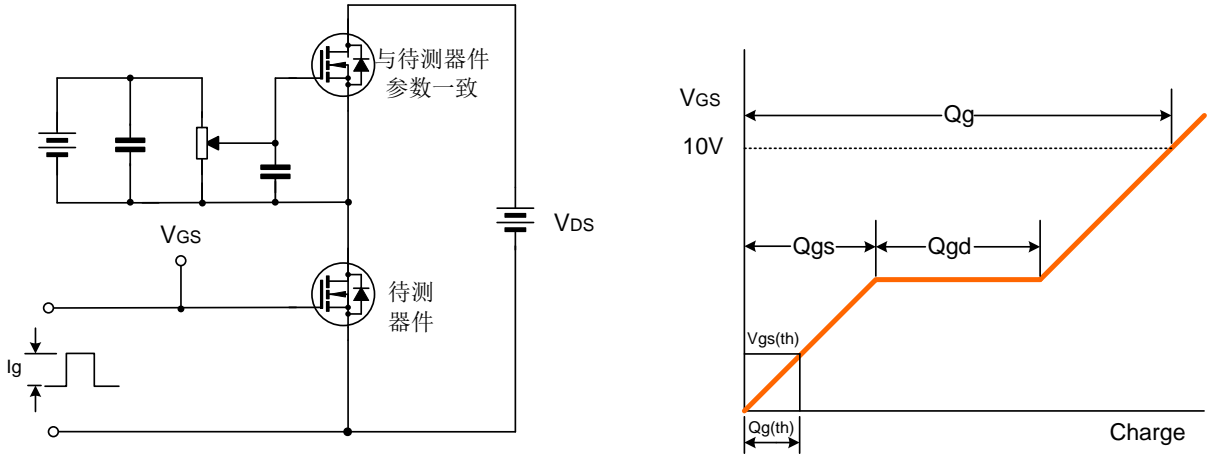 与待测器件
参数一致
VGS
VDS
待测
器件
Ig
VGS
Qg
10V
Qgs
Qgd
Vgs(th)
Qg(th)
Charge